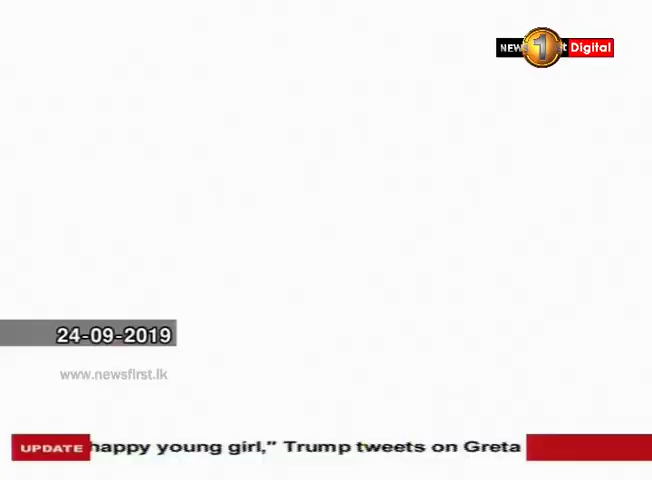 NEWS 1st Digital
24-09-2019
www.newsfirst.lk
UPDATE happy young girl,” Trump tweets on Greta